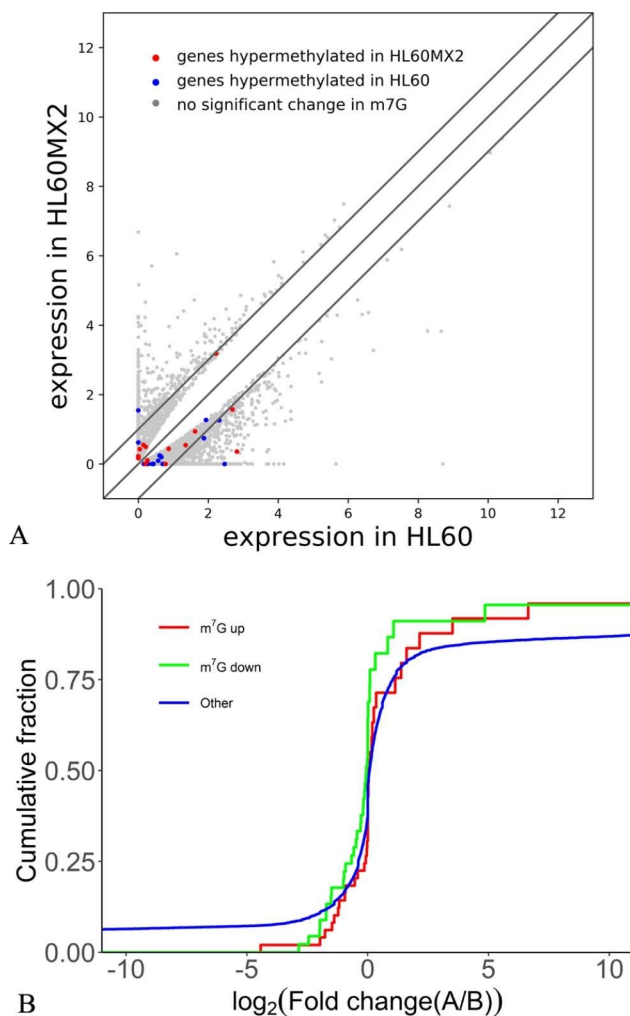 genes hypermethylated in HL60MX2
genes hypermethylated in HL60
no significant change in m7G
expression in HL60MX2
12
10
8
6
4
2
0
0 2 4 6 8 10 12
expression in HL60
A
1.00
0.75
0.50
0.25
0.00
Cumulative fraction
m⁷G up
m⁷G down
Other
-10 -5 0 5 10
log₂(Fold change(A/B))
B